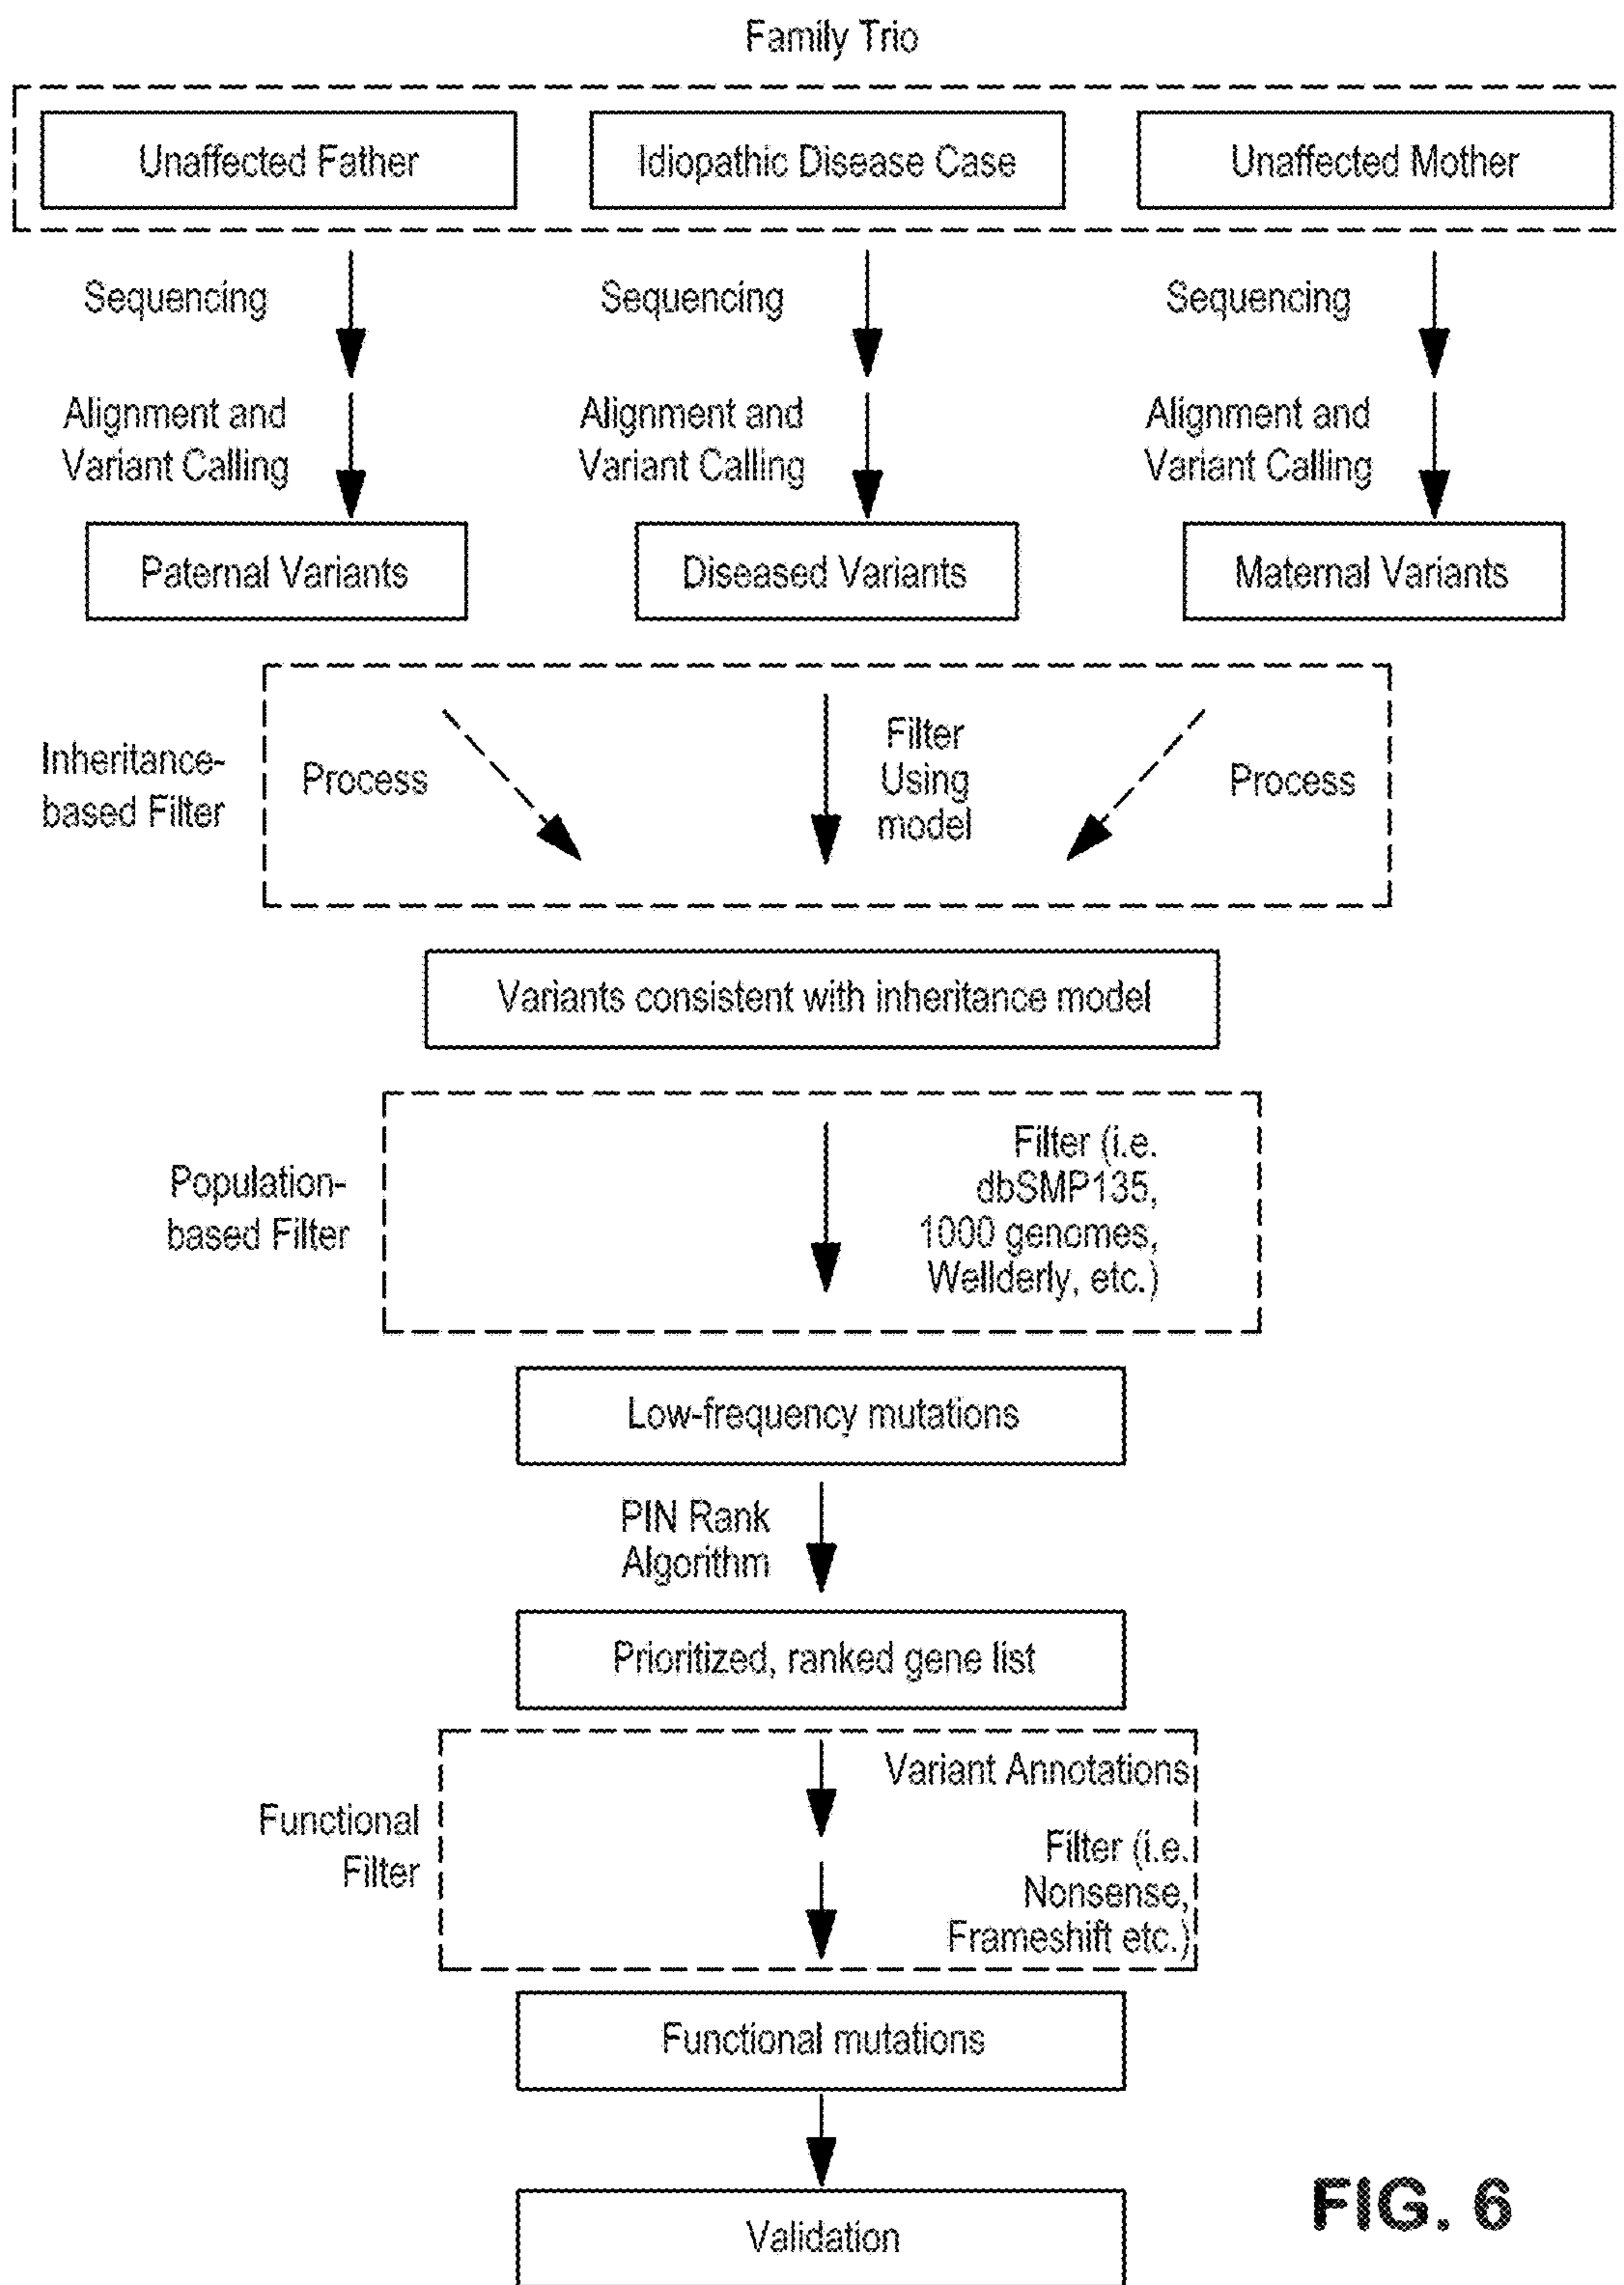 Family Trio
Unaffected Father
Idiopathic Disease Case
Unaffected Mother
Sequencing
Sequencing
Sequencing
Alignment and
Variant Calling
Alignment and
Variant Calling
Alignment and
Variant Calling
Paternal Variants
Diseased Variants
Maternal Variants
Inheritance-
based Filter
Process
Filter
Using
model
Process
Variants consistent with inheritance model
Population-
based Filter
Filter (i.e.
dbSMP135,
1000 genomes,
Wellderly, etc.)
Low-frequency mutations
PIN Rank
Algorithm
Prioritized, ranked gene list
Functional
Filter
Variant Annotations
Filter (i.e.
Nonsense,
Frameshift etc.)
Functional mutations
Validation
FIG. 6